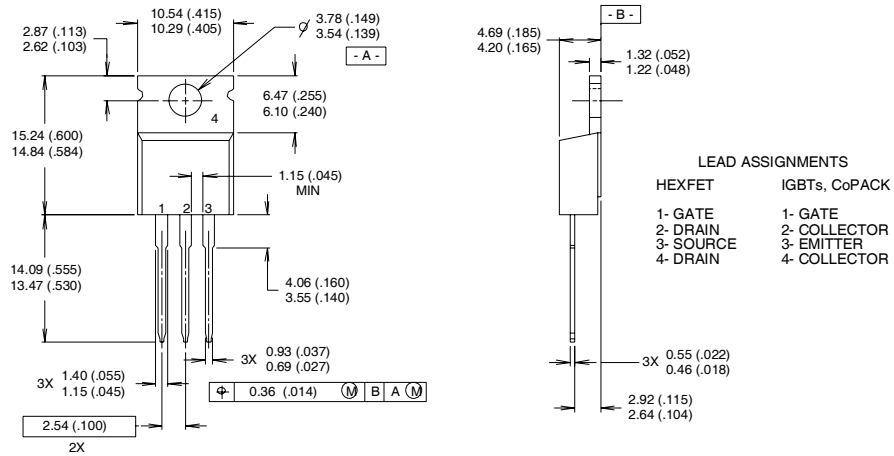 10.54 (.415)
10.29 (.405)
3.78 (.149)
3.54 (.139)
- A -
2.87 (.113)
2.62 (.103)
4
6.47 (.255)
6.10 (.240)
15.24 (.600)
14.84 (.584)
1.15 (.045)
MIN
1 2 3
14.09 (.555)
13.47 (.530)
4.06 (.160)
3.55 (.140)
3X 0.93 (.037)
0.69 (.027)
3X 1.40 (.055)
1.15 (.045)
⌖ 0.36 (.014) Ⓜ B A Ⓜ
2.54 (.100)
2X
- B -
4.69 (.185)
4.20 (.165)
1.32 (.052)
1.22 (.048)
3X 0.55 (.022)
0.46 (.018)
2.92 (.115)
2.64 (.104)
LEAD ASSIGNMENTS
HEXFET
1- GATE
2- DRAIN
3- SOURCE
4- DRAIN
IGBTs, CoPACK
1- GATE
2- COLLECTOR
3- EMITTER
4- COLLECTOR